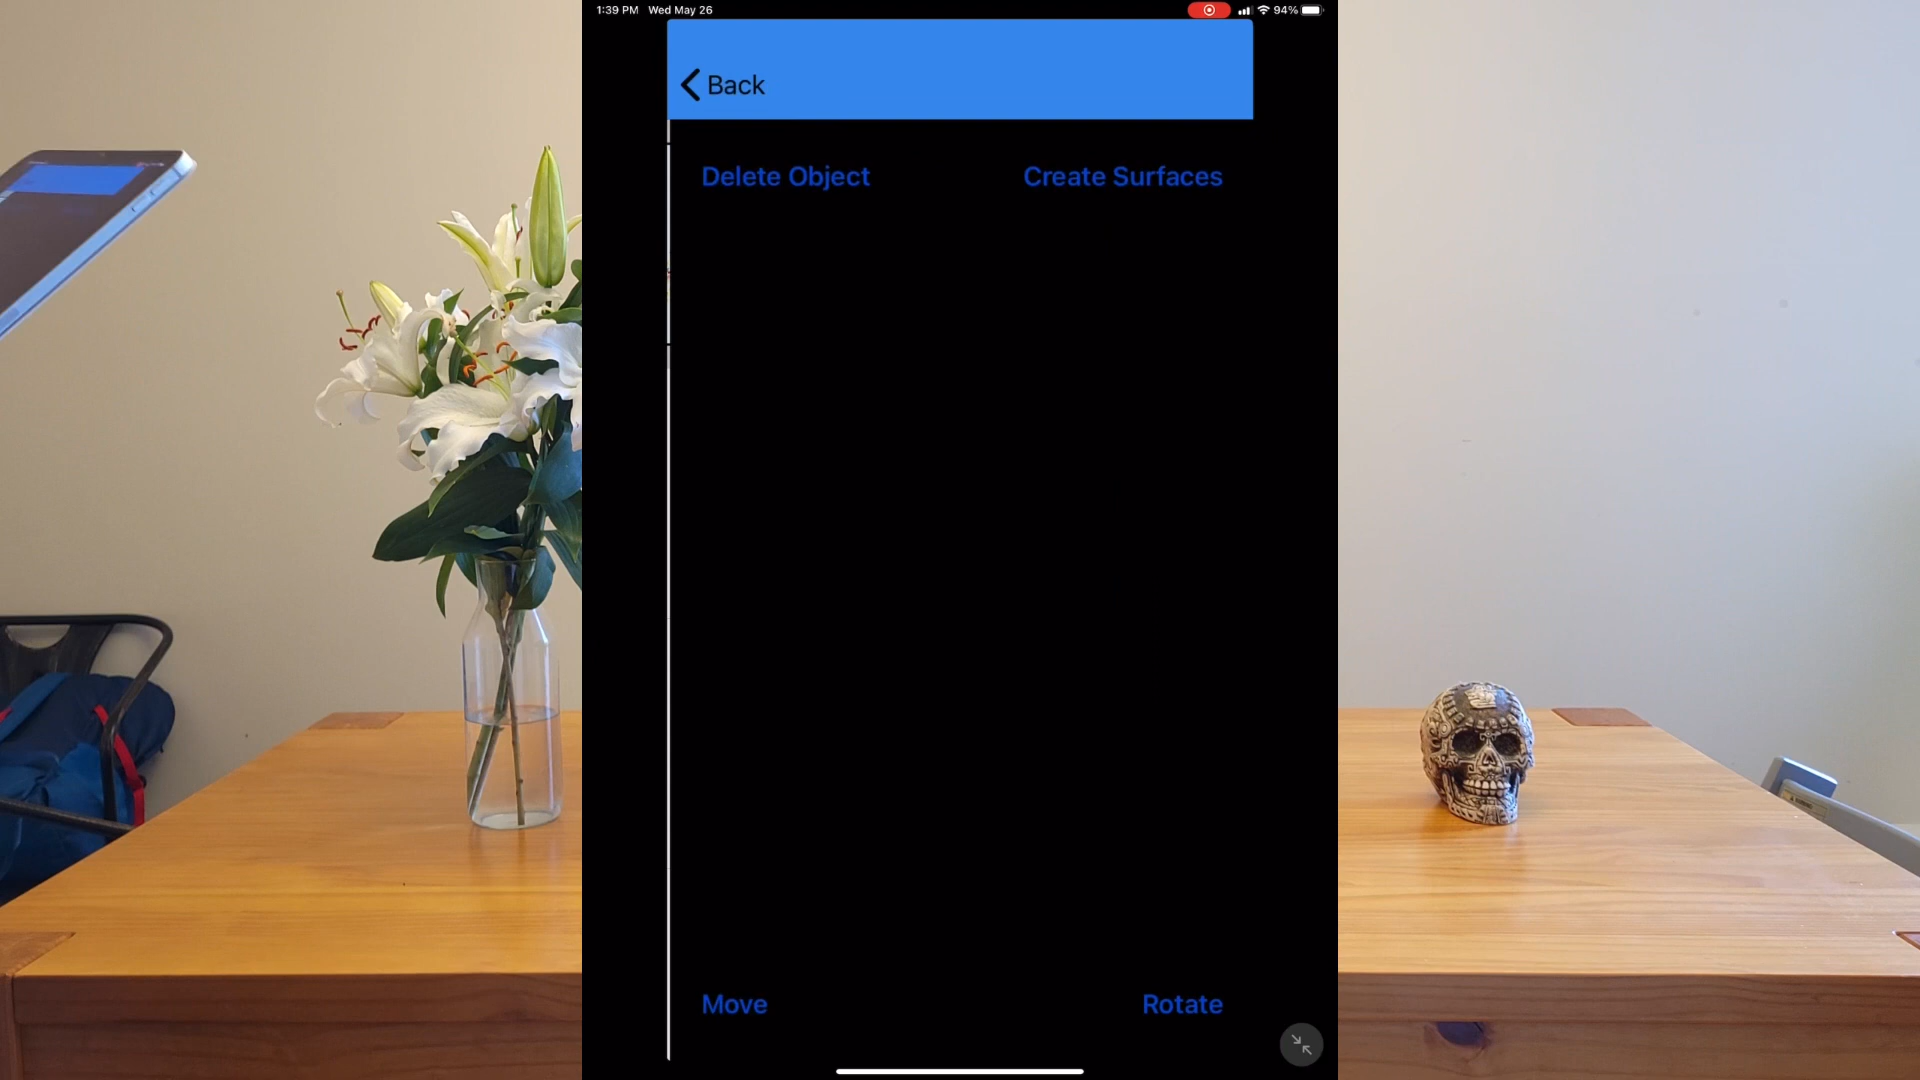 1:39 PM Wed May 26
94%
Back
Delete Object
Create Surfaces
Move
Rotate